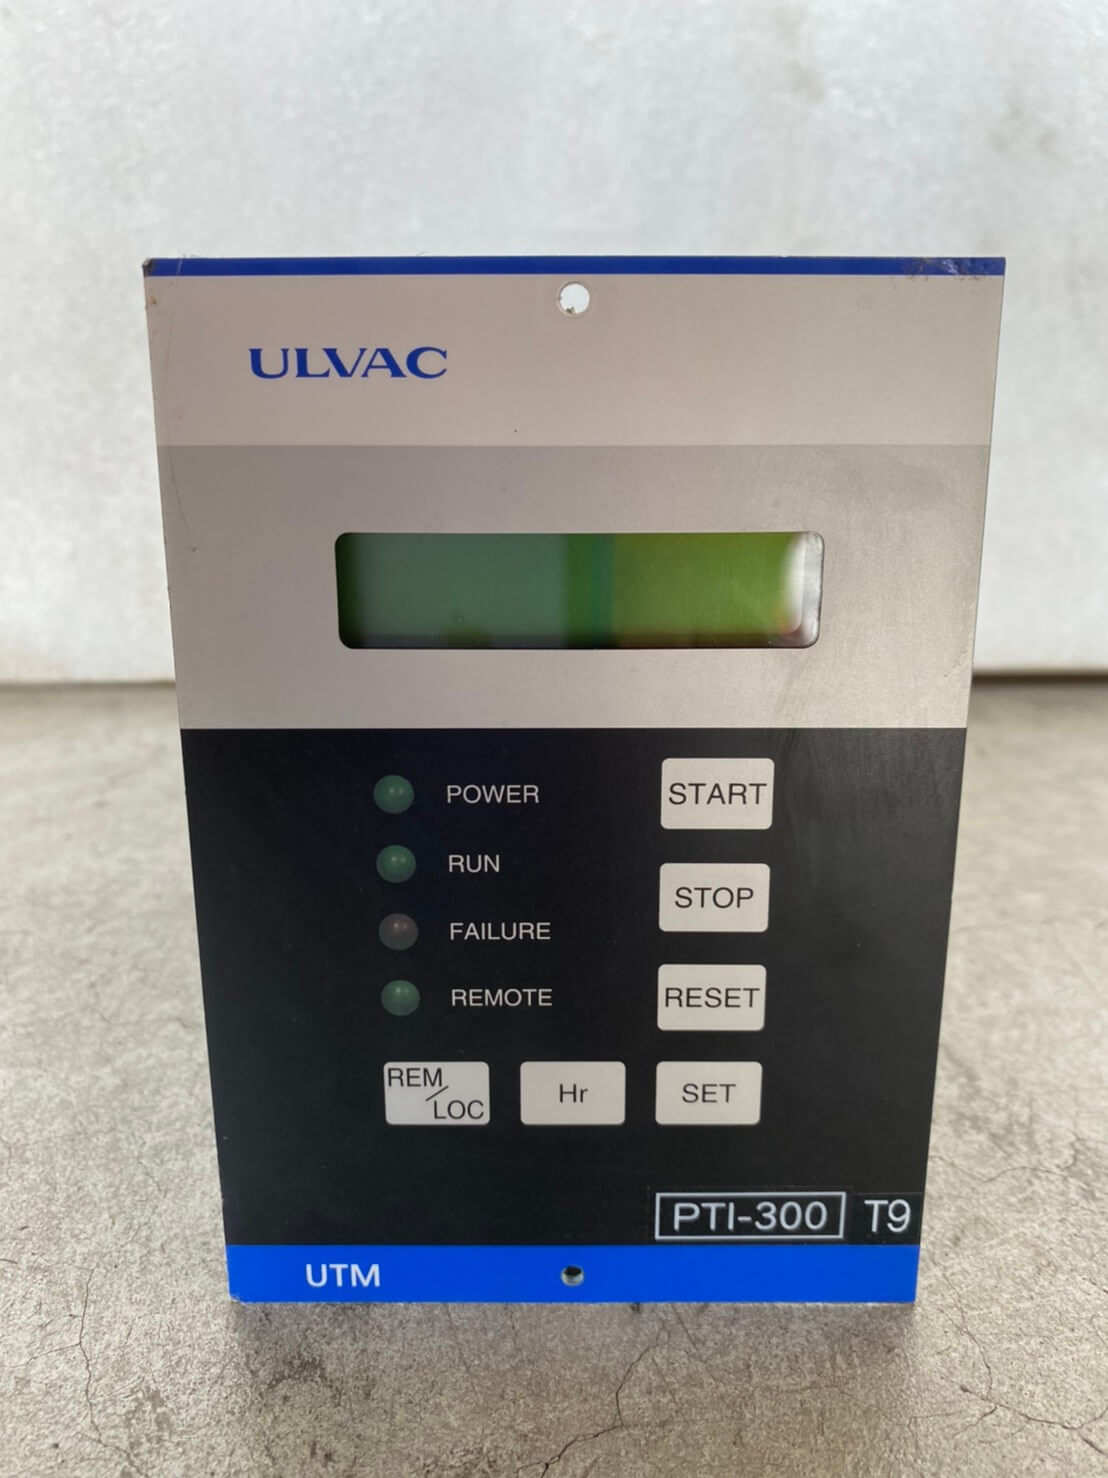 ULVAC
POWER
START
RUN
STOP
FAILURE
REMOTE
RESET
REM/LOC
Hr
SET
PTI-300 T9
UTM